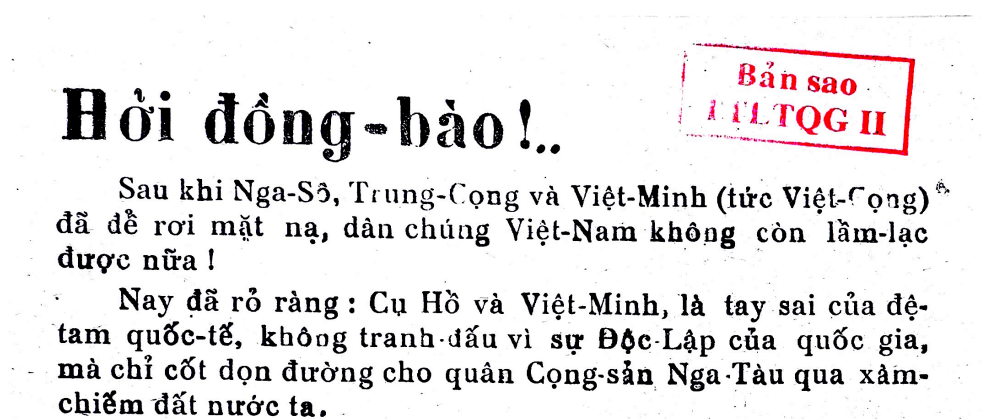 Hởi đồng-bào !..
Bản sao
TTLTQG II
Sau khi Nga-Sô, Trung-Cọng và Việt-Minh (tức Việt-Cọng)
đã để rơi mặt nạ, dân chúng Việt-Nam không còn lầm-lạc
được nữa !
Nay đã rỏ ràng : Cụ Hồ và Việt-Minh, là tay sai của đệ-
tam quốc-tế, không tranh-đấu vì sự Độc-Lập của quốc gia,
mà chỉ cốt dọn đường cho quân Cọng-sản Nga-Tàu qua xâm-
chiếm đất nước ta.